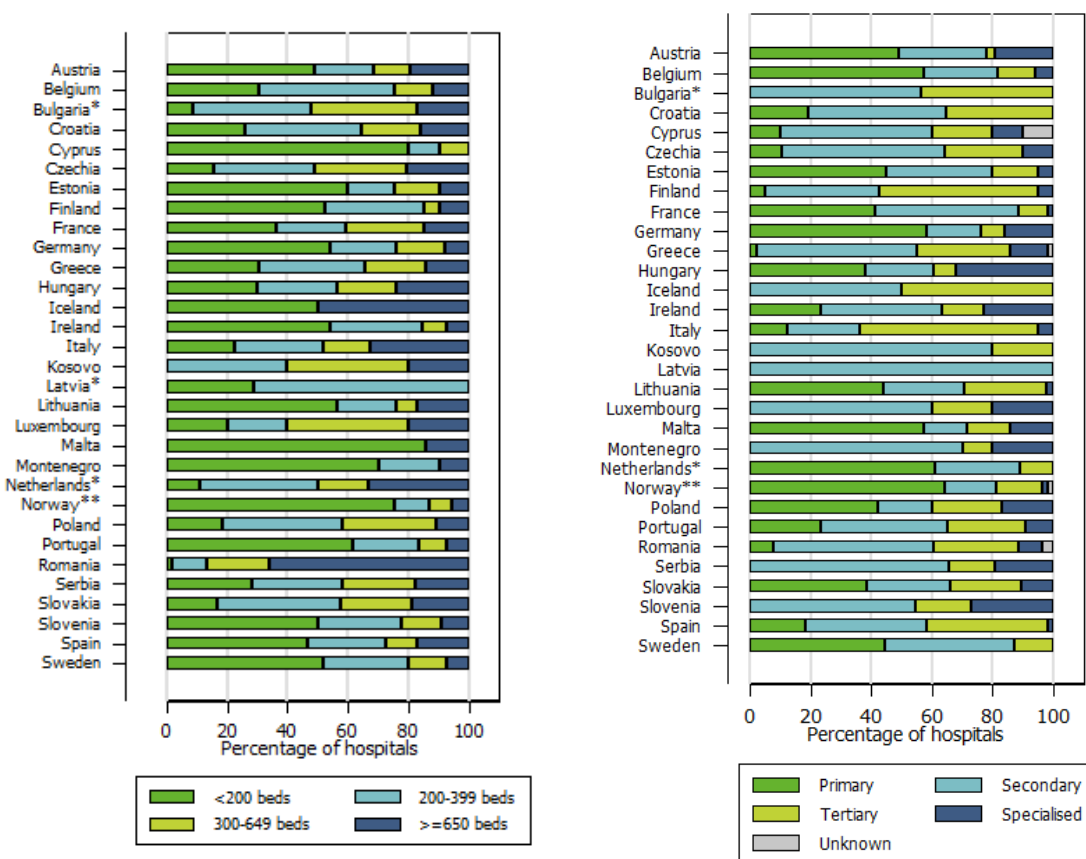 Austria
Belgium
Bulgaria*
Croatia
Cyprus
Czechia
Estonia
Finland
France
Germany
Greece
Hungary
Iceland
Ireland
Italy
Kosovo
Latvia*
Lithuania
Luxembourg
Malta
Montenegro
Netherlands*
Norway**
Poland
Portugal
Romania
Serbia
Slovakia
Slovenia
Spain
Sweden
0 20 40 60 80 100
Percentage of hospitals
<200 beds 200-399 beds
300-649 beds >=650 beds
Austria
Belgium
Bulgaria*
Croatia
Cyprus
Czechia
Estonia
Finland
France
Germany
Greece
Hungary
Iceland
Ireland
Italy
Kosovo
Latvia
Lithuania
Luxembourg
Malta
Montenegro
Netherlands*
Norway**
Poland
Portugal
Romania
Serbia
Slovakia
Slovenia
Spain
Sweden
0 20 40 60 80 100
Percentage of hospitals
Primary Secondary
Tertiary Specialised
Unknown